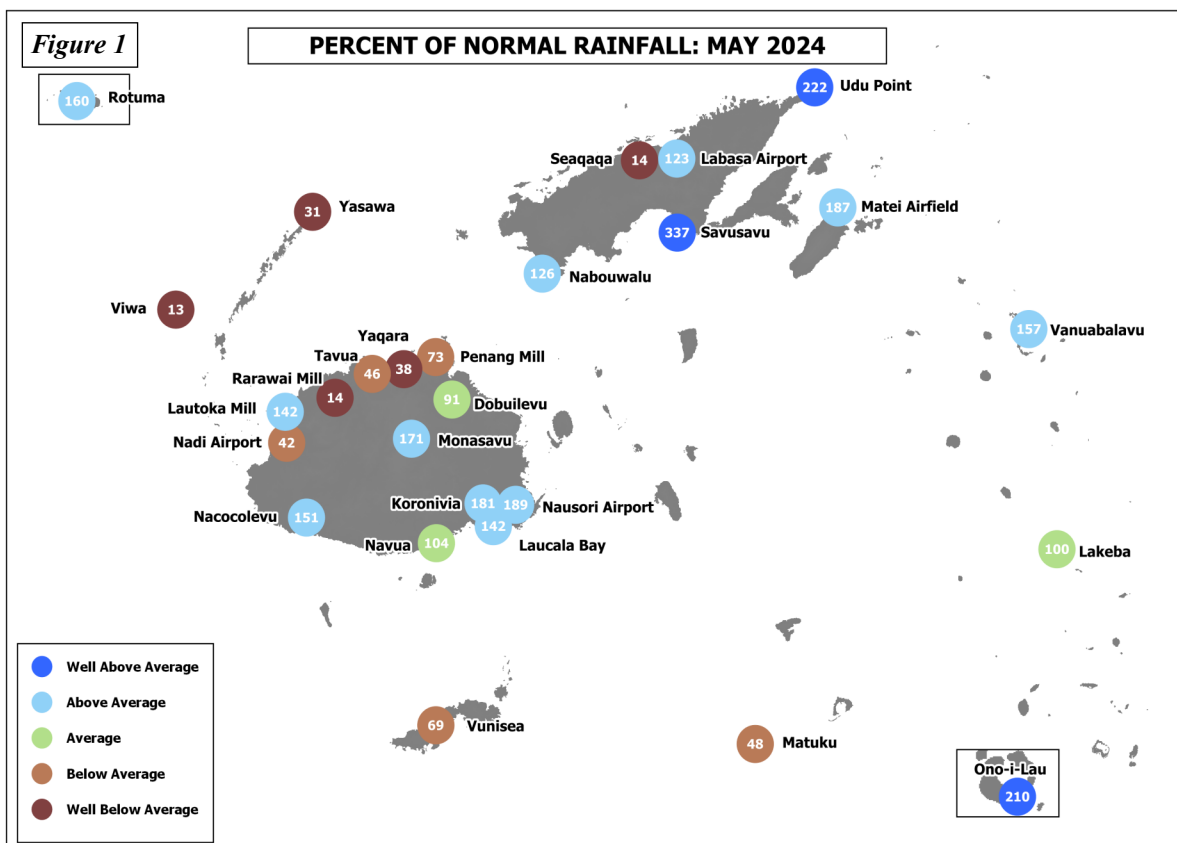 Figure 1
PERCENT OF NORMAL RAINFALL: MAY 2024
160 Rotuma
222 Udu Point
Seaqaqa 14
123 Labasa Airport
31 Yasawa
187 Matei Airfield
337 Savusavu
126 Nabouwalu
Viwa 13
157 Vanuabalavu
Yaqara 38
Tavua 46
73 Penang Mill
Rarawai Mill 14
91 Dobuilevu
Lautoka Mill 142
Nadi Airport 42
171 Monasavu
Koronivia 181
189 Nausori Airport
Nacocolevu 151
142 Laucala Bay
Navua 104
100 Lakeba
Well Above Average
Above Average
Average
Below Average
Well Below Average
69 Vunisea
48 Matuku
Ono-i-Lau
210